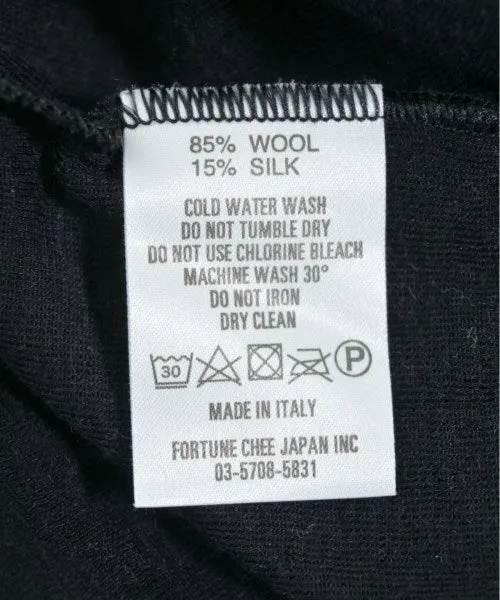 85% WOOL
15% SILK
COLD WATER WASH
DO NOT TUMBLE DRY
DO NOT USE CHLORINE BLEACH
MACHINE WASH 30°
DO NOT IRON
DRY CLEAN
30 P
MADE IN ITALY
FORTUNE CHEE JAPAN INC
03-5708-5831